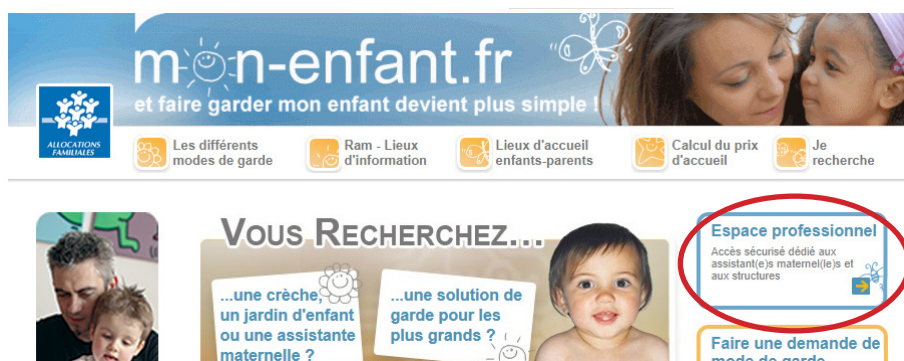 mon-enfant.fr
et faire garder mon enfant devient plus simple !
ALLOCATIONS
FAMILIALES
Les différents
modes de garde
Ram - Lieux
d'information
Lieux d'accueil
enfants-parents
Calcul du prix
d'accueil
Je
recherche
VOUS RECHERCHEZ...
...une crèche,
un jardin d'enfant
ou une assistante
maternelle ?
...une solution de
garde pour les
plus grands ?
Espace professionnel
Accès sécurisé dédié aux
assistant(e)s maternel(le)s et
aux structures
Faire une demande de
mode de garde